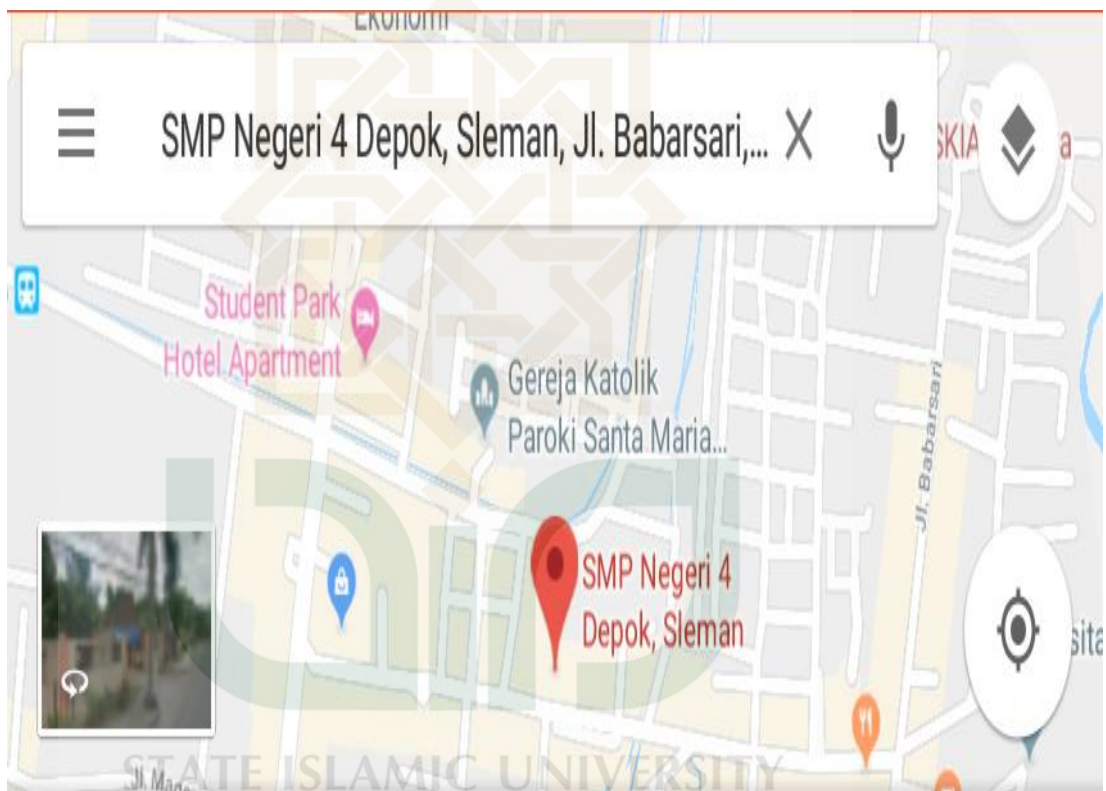 Ekonomi
SMP Negeri 4 Depok, Sleman, Jl. Babarsari,...
Student Park
Hotel Apartment
Gereja Katolik
Paroki Santa Maria...
Jl. Babarsari
SMP Negeri 4
Depok, Sleman
STATE ISLAMIC UNIVERSITY